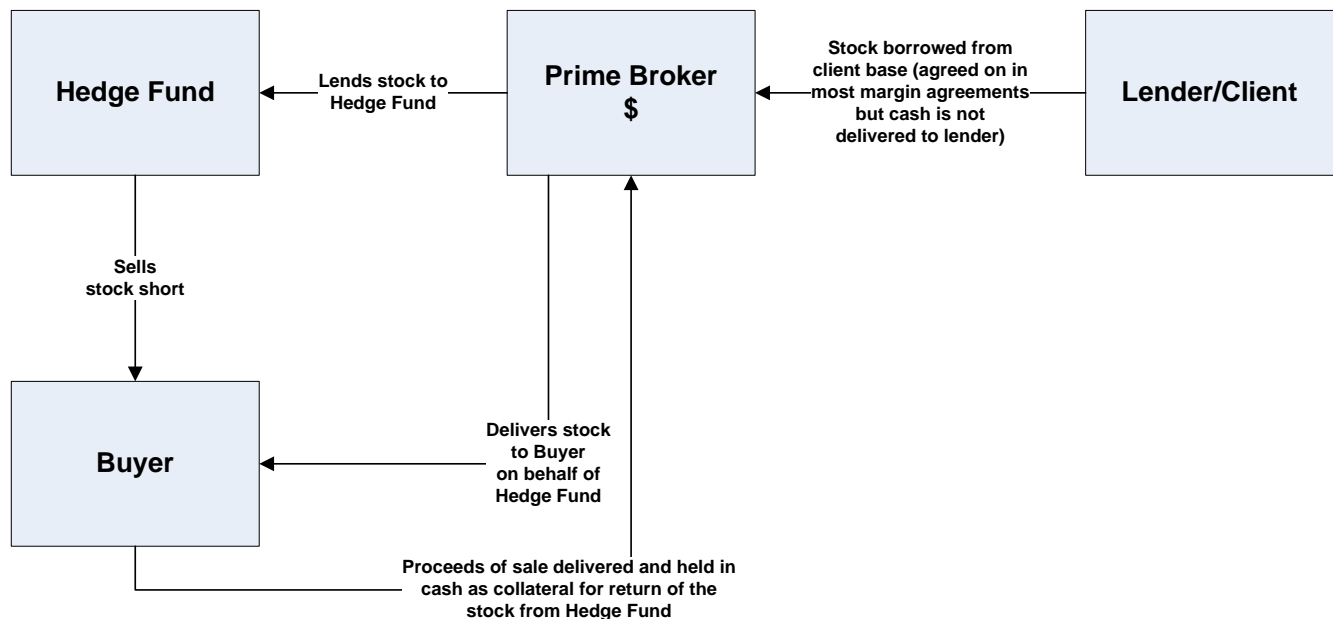 Hedge Fund
Lends stock to
Hedge Fund
Prime Broker
$
Stock borrowed from
client base (agreed on in
most margin agreements
but cash is not
delivered to lender)
Lender/Client
Sells
stock short
Buyer
Delivers stock
to Buyer
on behalf of
Hedge Fund
Proceeds of sale delivered and held in
cash as collateral for return of the
stock from Hedge Fund